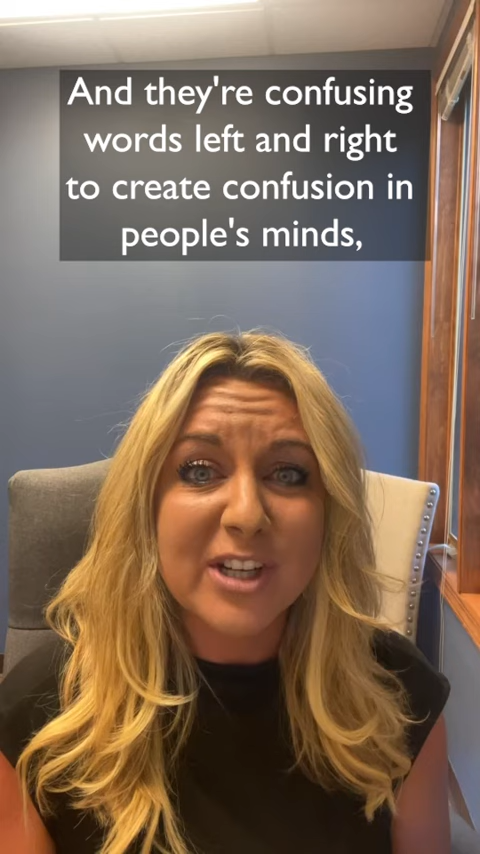 And they're confusing
words left and right
to create confusion in
people's minds,